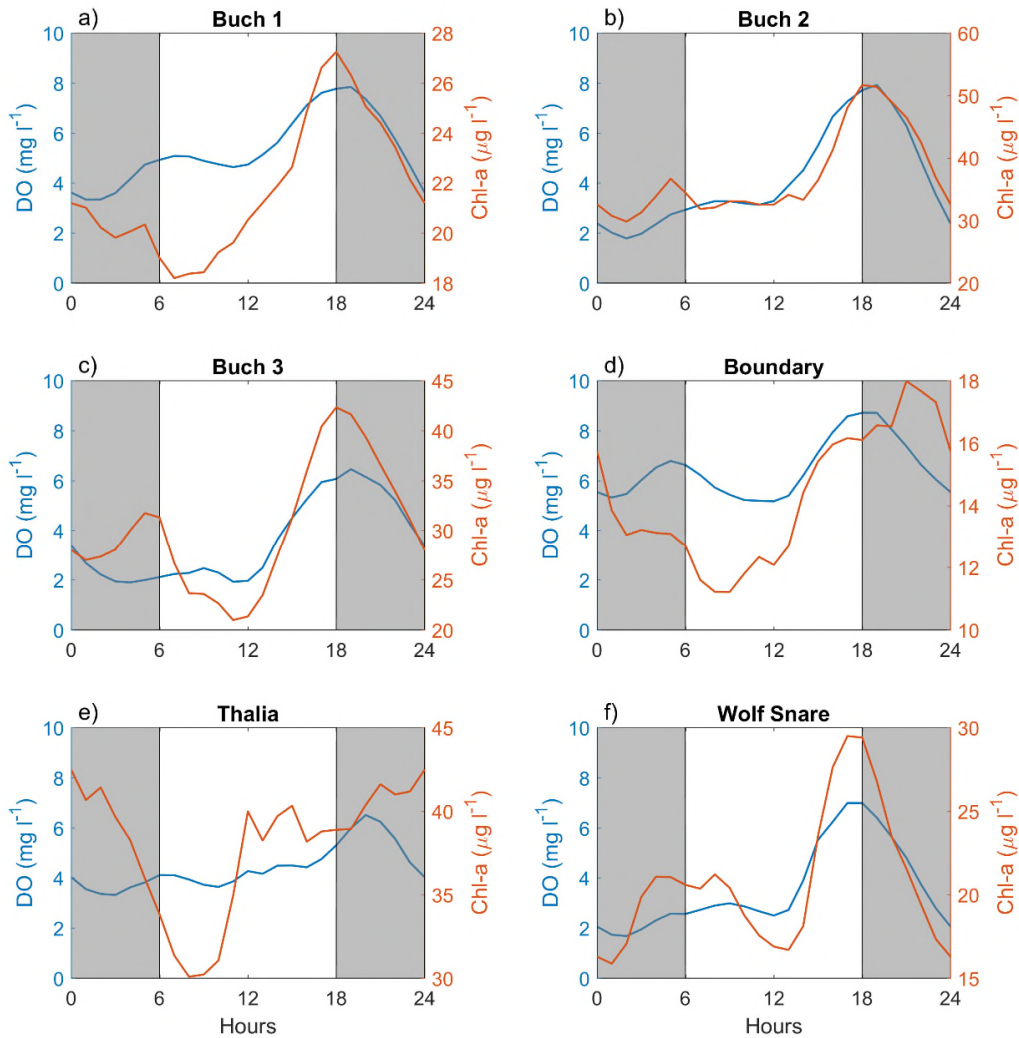 a) Buch 1
DO (mg l⁻¹)
10
8
6
4
2
0
Chl-a (μg l⁻¹)
28
26
24
22
20
18
0 6 12 18 24
b) Buch 2
DO (mg l⁻¹)
10
8
6
4
2
0
Chl-a (μg l⁻¹)
60
50
40
30
20
0 6 12 18 24
c) Buch 3
DO (mg l⁻¹)
10
8
6
4
2
0
Chl-a (μg l⁻¹)
45
40
35
30
25
20
0 6 12 18 24
d) Boundary
DO (mg l⁻¹)
10
8
6
4
2
0
Chl-a (μg l⁻¹)
18
16
14
12
10
0 6 12 18 24
e) Thalia
DO (mg l⁻¹)
10
8
6
4
2
0
Chl-a (μg l⁻¹)
45
40
35
30
0 6 12 18 24
Hours
f) Wolf Snare
DO (mg l⁻¹)
10
8
6
4
2
0
Chl-a (μg l⁻¹)
30
25
20
15
0 6 12 18 24
Hours